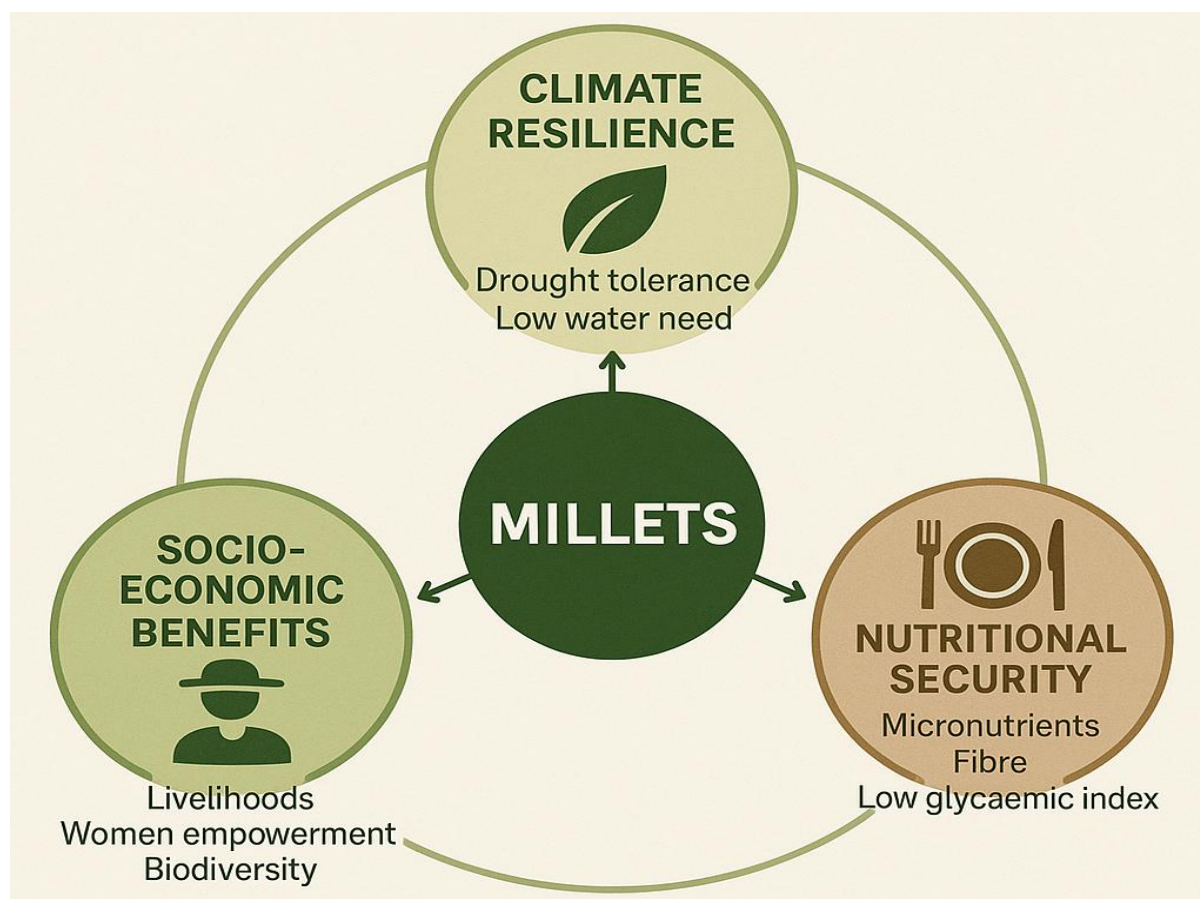 CLIMATE
RESILIENCE
Drought tolerance
Low water need
MILLETS
SOCIO-
ECONOMIC
BENEFITS
Livelihoods
Women empowerment
Biodiversity
NUTRITIONAL
SECURITY
Micronutrients
Fibre
Low glycaemic index